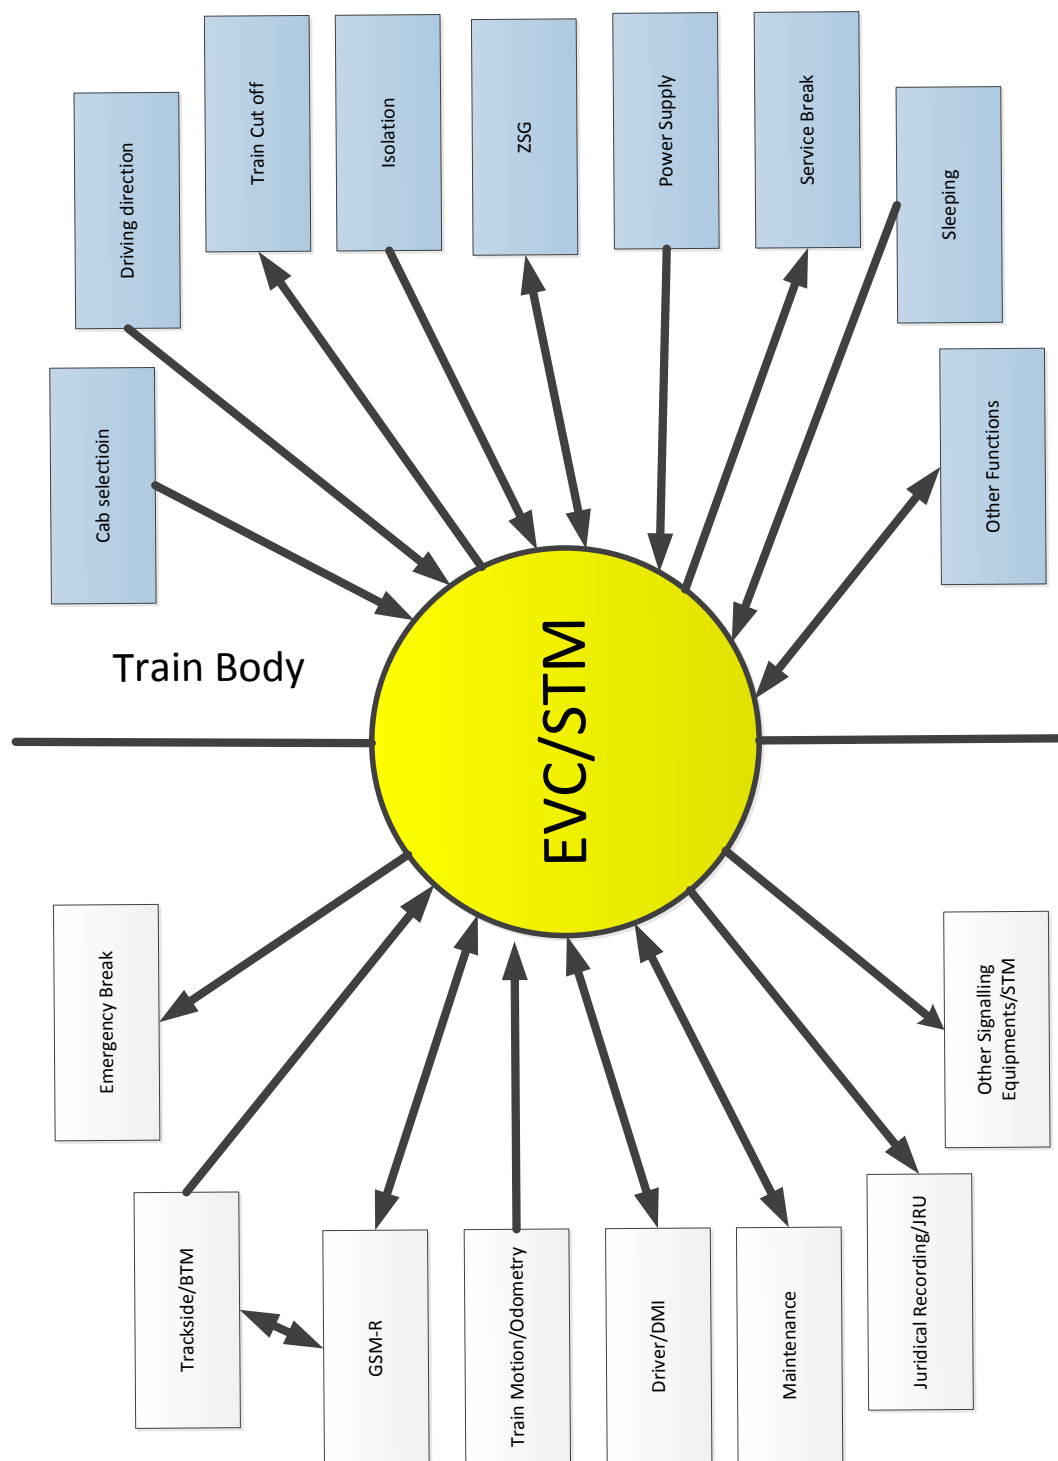 Driving direction
Train Cut off
Isolation
ZSG
Power Supply
Service Break
Sleeping
Cab selectioin
Other Functions
Train Body
EVC/STM
Emergency Break
Other Signalling
Equipments/STM
Trackside/BTM
GSM-R
Train Motion/Odometry
Driver/DMI
Maintenance
Juridical Recording/JRU